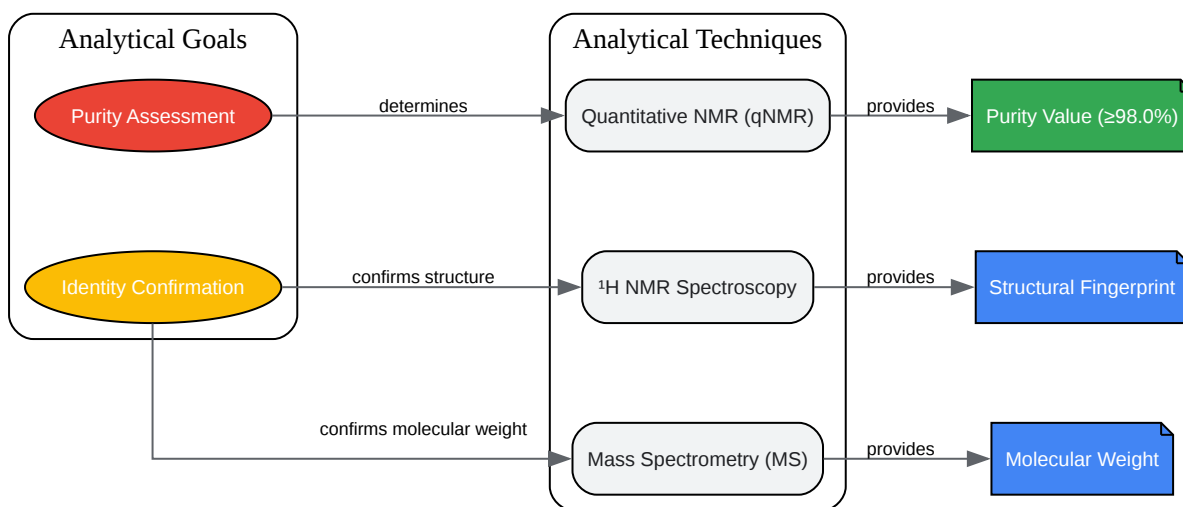 Analytical Goals
Analytical Techniques
Purity Assessment
determines
Quantitative NMR (qNMR)
provides
Purity Value (≥98.0%)
Identity Confirmation
confirms structure
¹H NMR Spectroscopy
provides
Structural Fingerprint
confirms molecular weight
Mass Spectrometry (MS)
provides
Molecular Weight